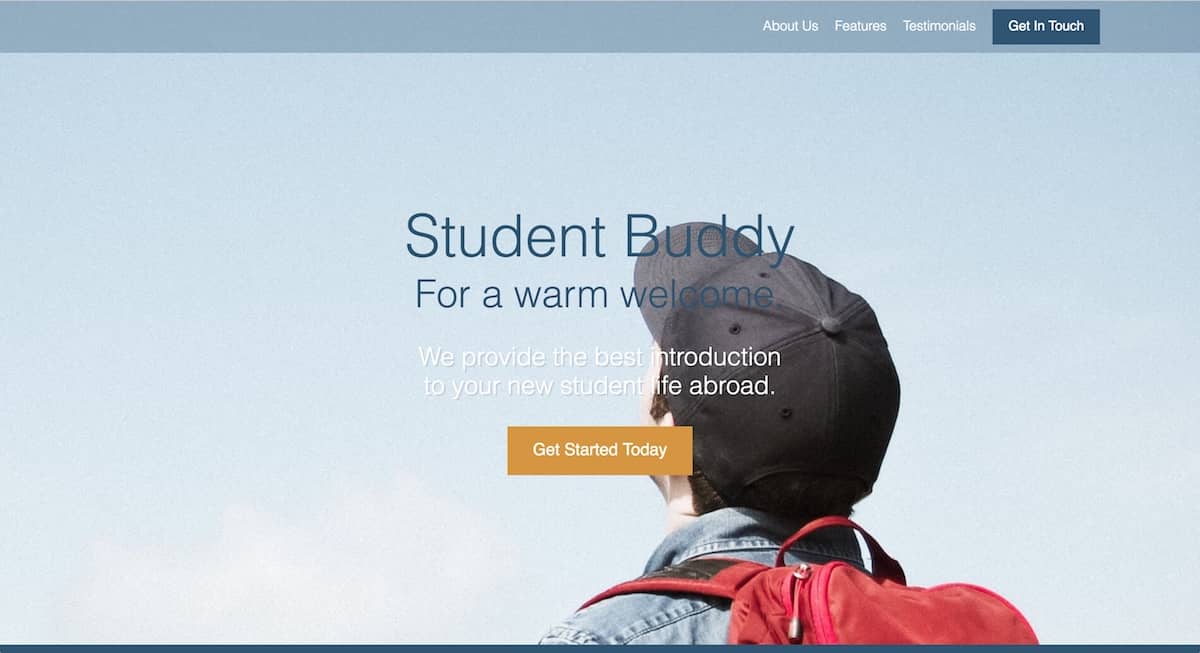 About Us Features Testimonials Get In Touch
Student Buddy
For a warm welcome
We provide the best introduction
to your new student life abroad.
Get Started Today